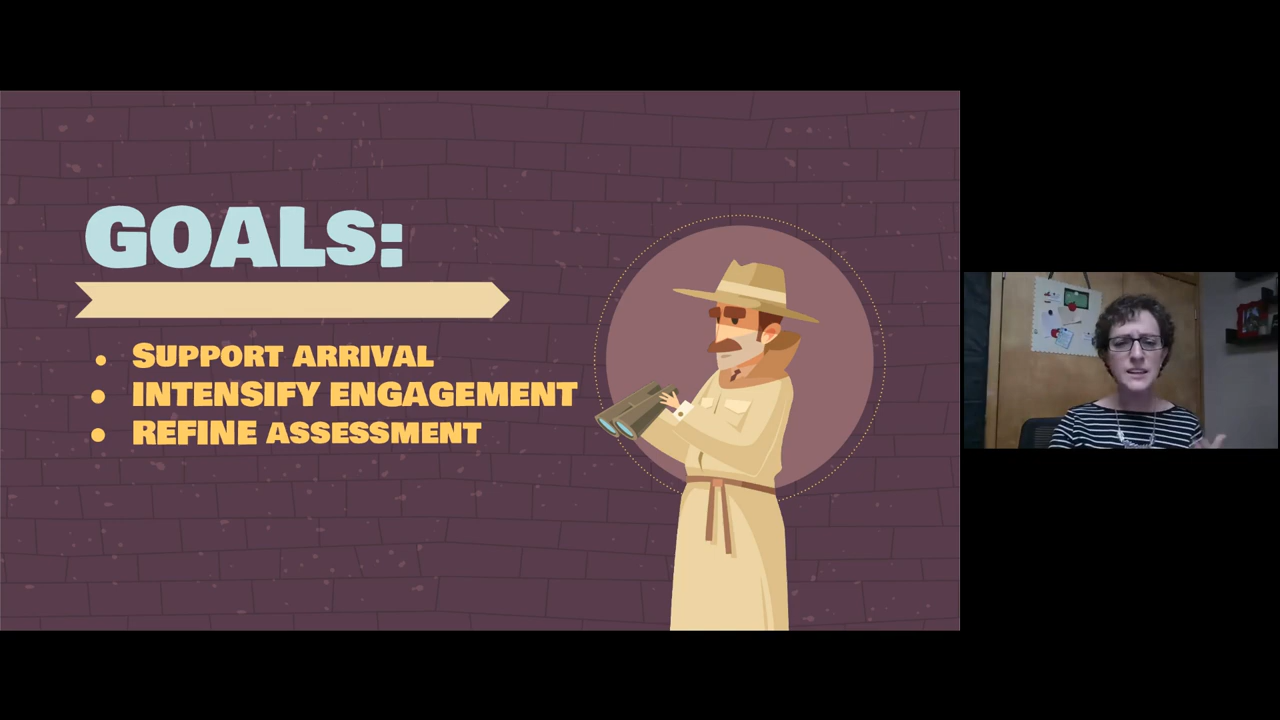 GOALS:
SUPPORT ARRIVAL
INTENSIFY ENGAGEMENT
REFINE ASSESSMENT